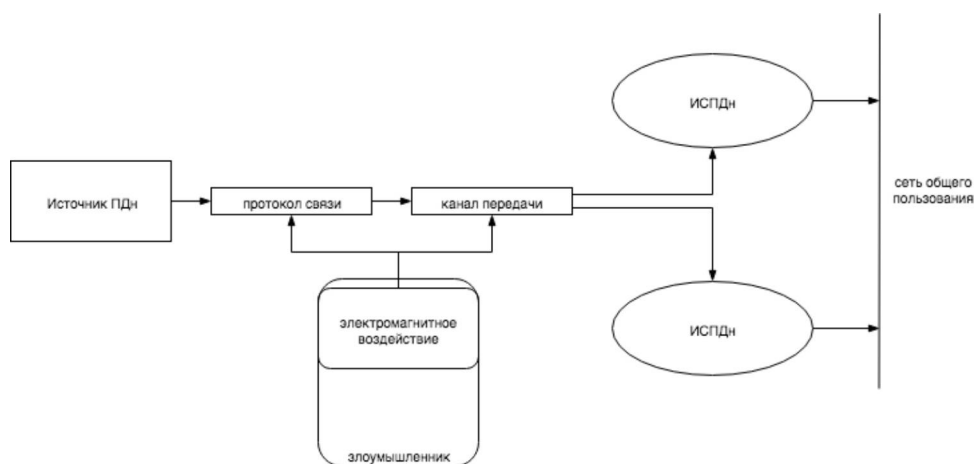 ИСПДн
Источник ПДн
протокол связи
канал передачи
сеть общего
пользования
электромагнитное
воздействие
ИСПДн
злоумышленник